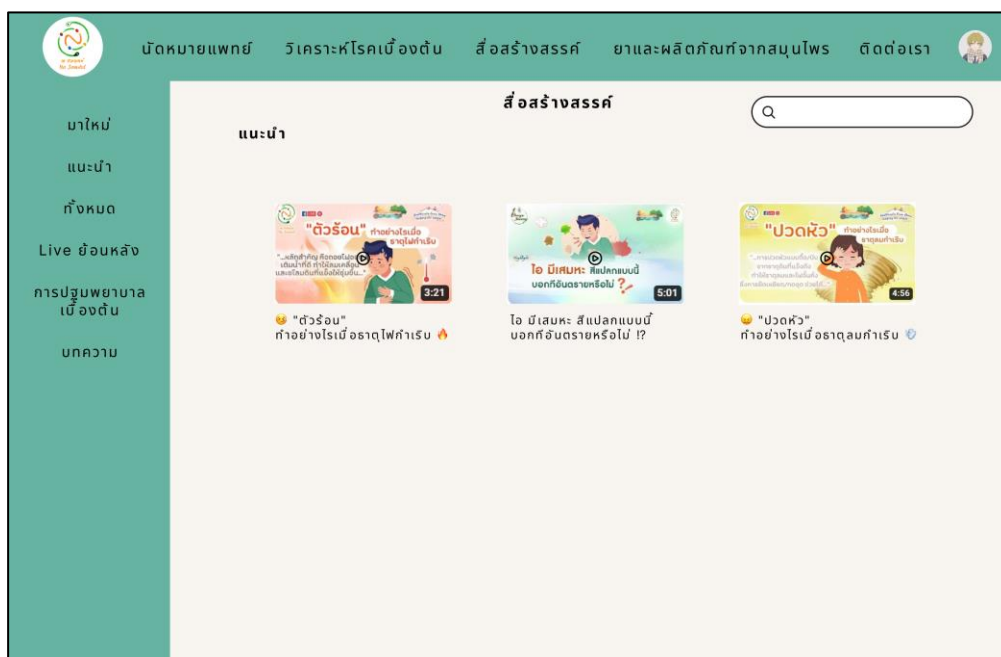 นัดหมายแพทย์ วิเคราะห์โรคเบื้องต้น สื่อสร้างสรรค์ ยาและผลิตภัณฑ์จากสมุนไพร ติดต่อเรา
มาใหม่
แนะนำ
ทั้งหมด
Live ย้อนหลัง
การปฐมพยาบาล
เบื้องต้น
บทความ
สื่อสร้างสรรค์
แนะนำ
"ตัวร้อน" ทำอย่างไรเมื่อ
ธาตุไฟกำเริบ
3:21
🤒 "ตัวร้อน"
ทำอย่างไรเมื่อธาตุไฟกำเริบ 🔥
ไอ มีเสมหะ สีแปลกแบบนี้
บอกทีอันตรายหรือไม่ ?
5:01
ไอ มีเสมหะ สีแปลกแบบนี้
บอกทีอันตรายหรือไม่ !?
"ปวดหัว" ทำอย่างไรเมื่อ
ธาตุลมกำเริบ
4:56
"ปวดหัว"
ทำอย่างไรเมื่อธาตุลมกำเริบ